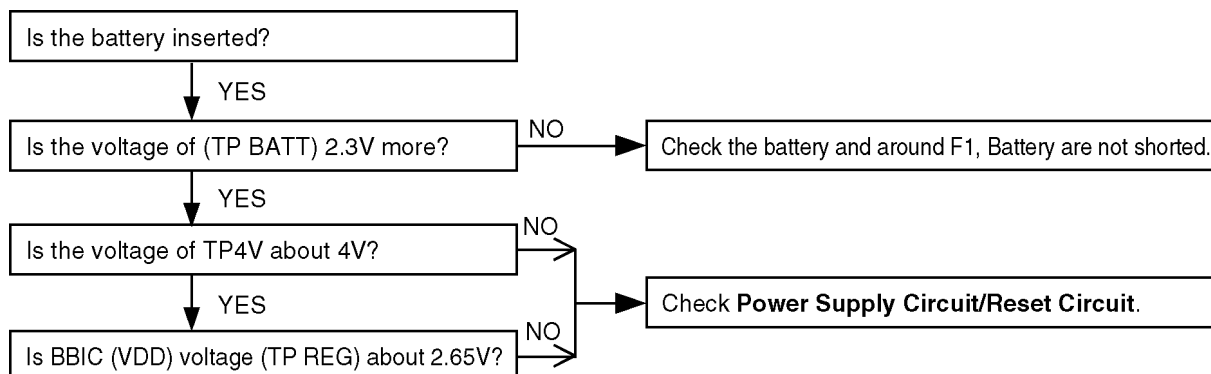 Is the battery inserted?
YES
Is the voltage of (TP BATT) 2.3V more?
NO
Check the battery and around F1, Battery are not shorted.
YES
Is the voltage of TP4V about 4V?
NO
YES
Check Power Supply Circuit/Reset Circuit.
Is BBIC (VDD) voltage (TP REG) about 2.65V?
NO